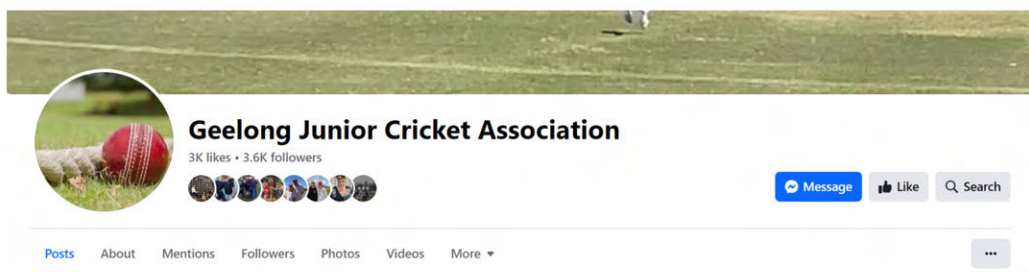 Geelong Junior Cricket Association
3K likes • 3.6K followers
Message Like Search
Posts About Mentions Followers Photos Videos More